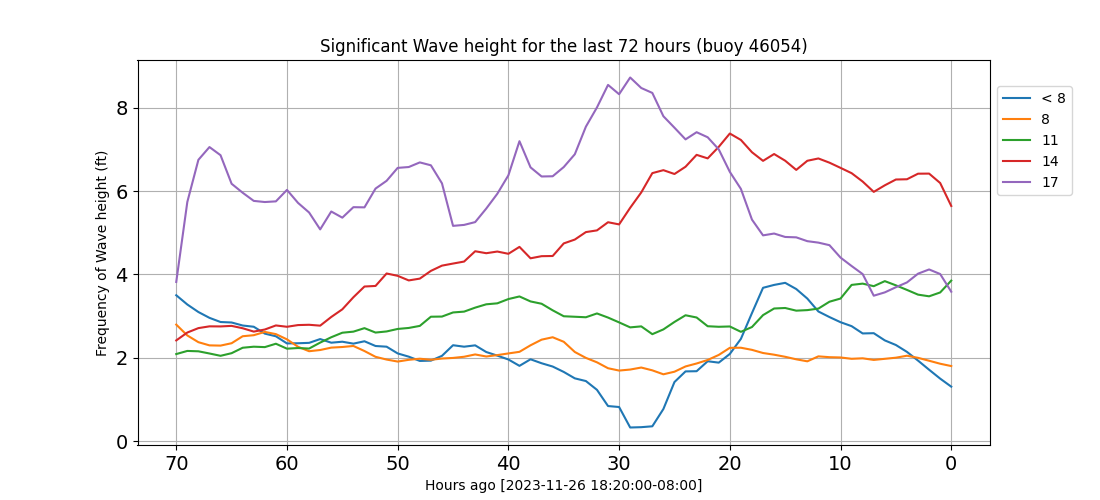 Significant Wave height for the last 72 hours (buoy 46054)
Frequency of Wave height (ft)
8
6
4
2
0
70 60 50 40 30 20 10 0
Hours ago [2023-11-26 18:20:00-08:00]
< 8
8
11
14
17